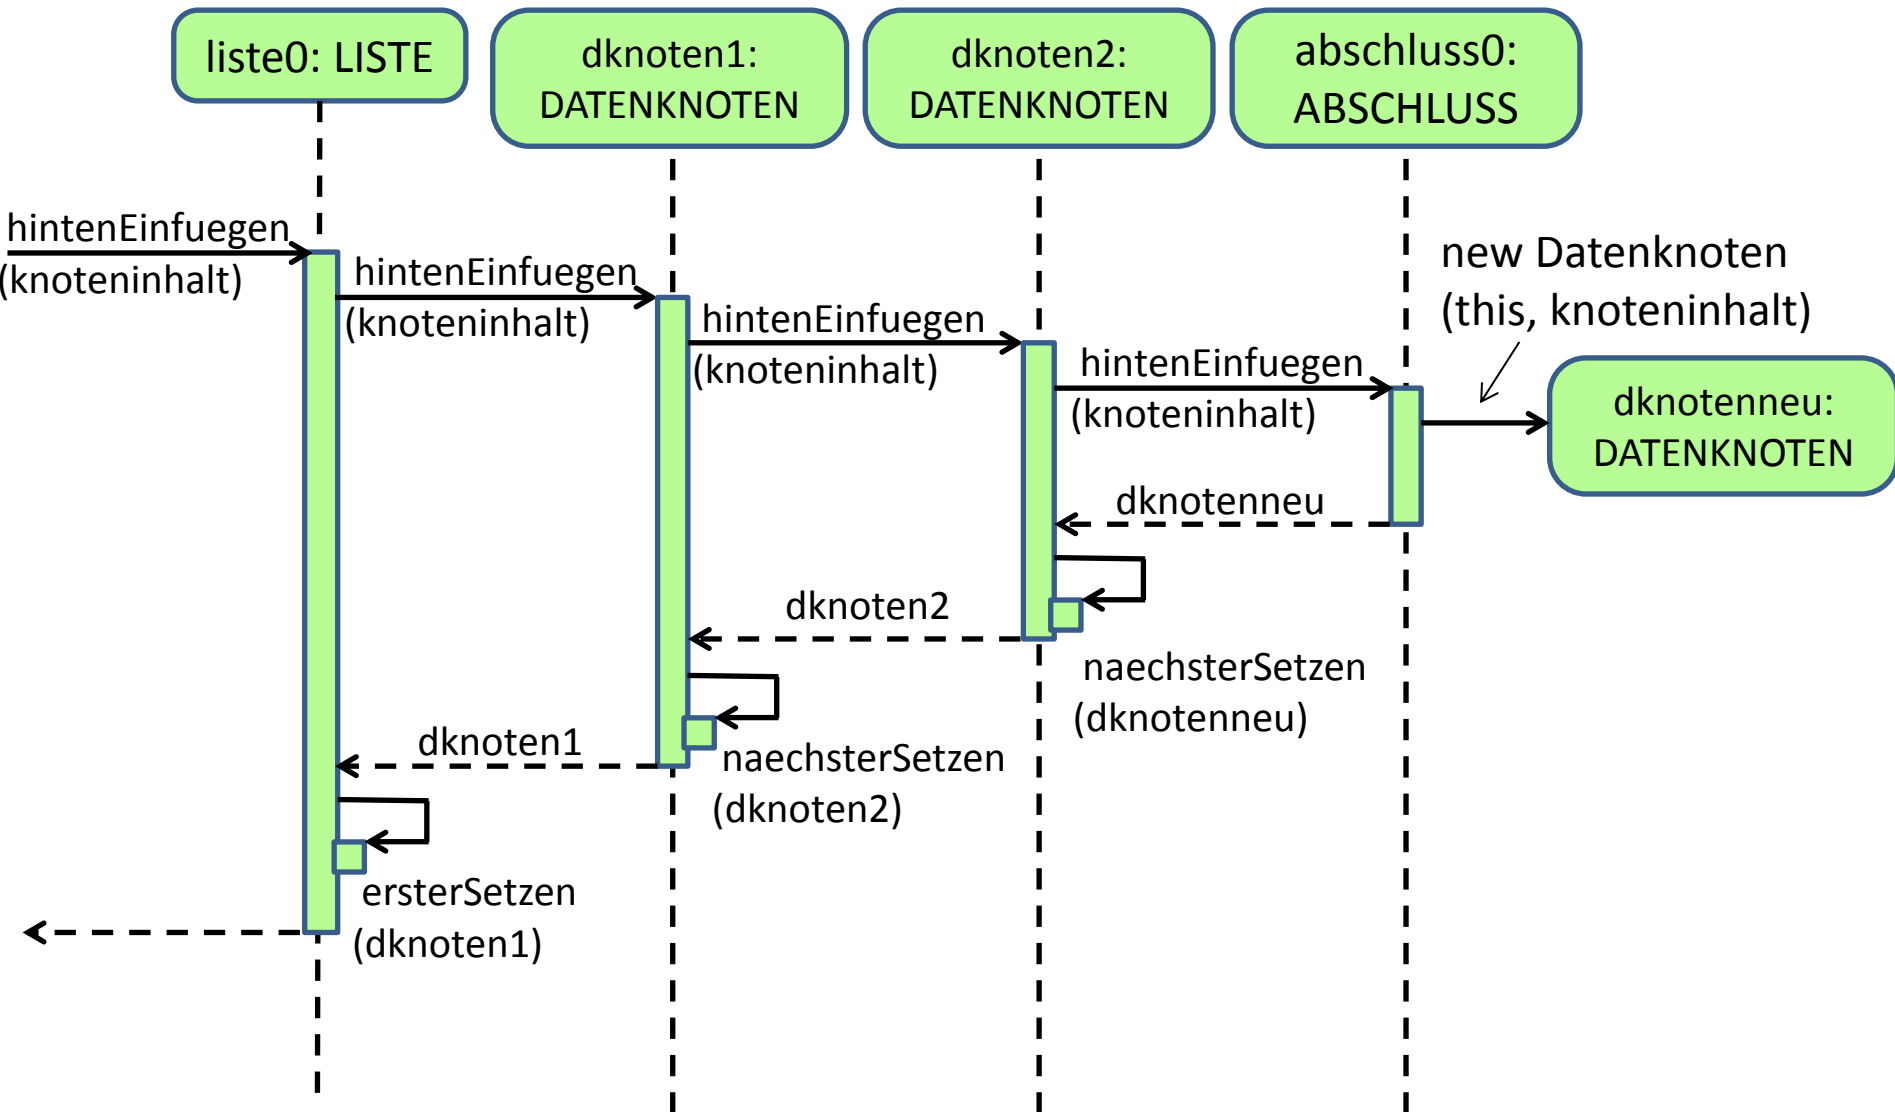 liste0: LISTE
dknoten1:
DATENKNOTEN
dknoten2:
DATENKNOTEN
abschluss0:
ABSCHLUSS
hintenEinfuegen
(knoteninhalt)
hintenEinfuegen
(knoteninhalt)
hintenEinfuegen
(knoteninhalt)
hintenEinfuegen
(knoteninhalt)
new Datenknoten
(this, knoteninhalt)
dknotenneu:
DATENKNOTEN
dknotenneu
naechsterSetzen
(dknotenneu)
dknoten2
naechsterSetzen
(dknoten2)
dknoten1
ersterSetzen
(dknoten1)